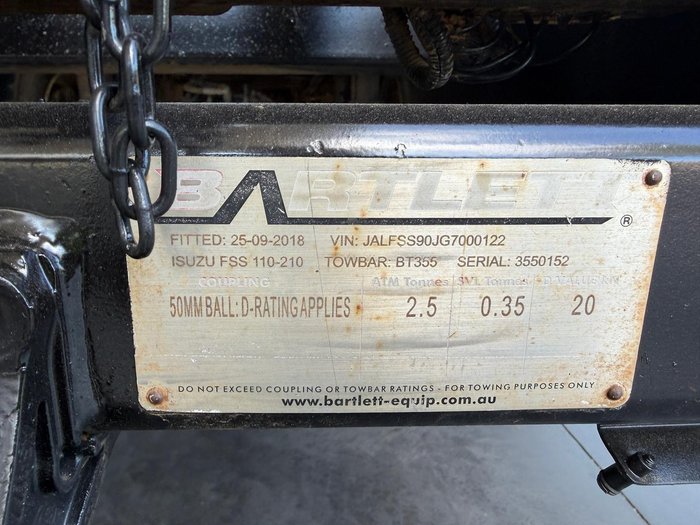 BARTLETT
®
FITTED: 25-09-2018 VIN: JALFSS90JG7000122
ISUZU FSS 110-210 TOWBAR: BT355 SERIAL: 3550152
COUPLING ATM Tonnes SVL Tonnes D-VALUE kN
50MM BALL: D-RATING APPLIES 2.5 0.35 20
DO NOT EXCEED COUPLING OR TOWBAR RATINGS - FOR TOWING PURPOSES ONLY
www.bartlett-equip.com.au